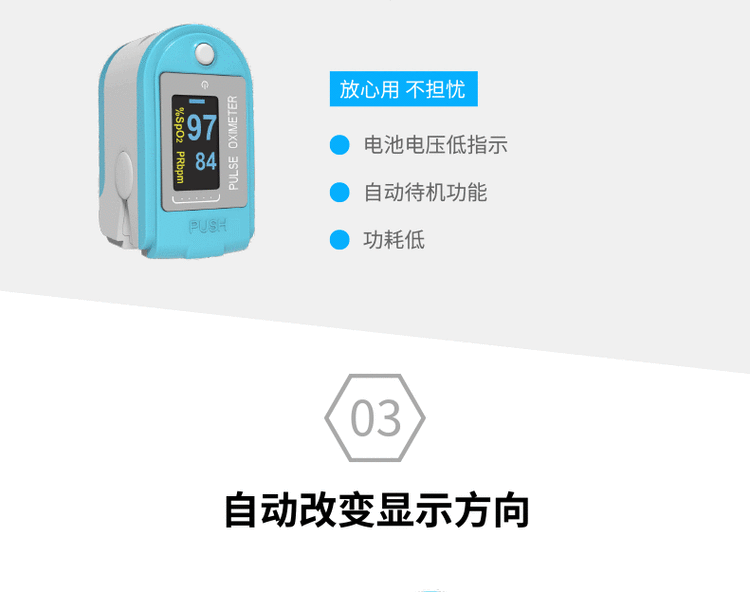 放心用 不担忧
电池电压低指示
自动待机功能
功耗低
%SpO2
97
PRbpm
84
PULSE OXIMETER
PUSH
03
自动改变显示方向